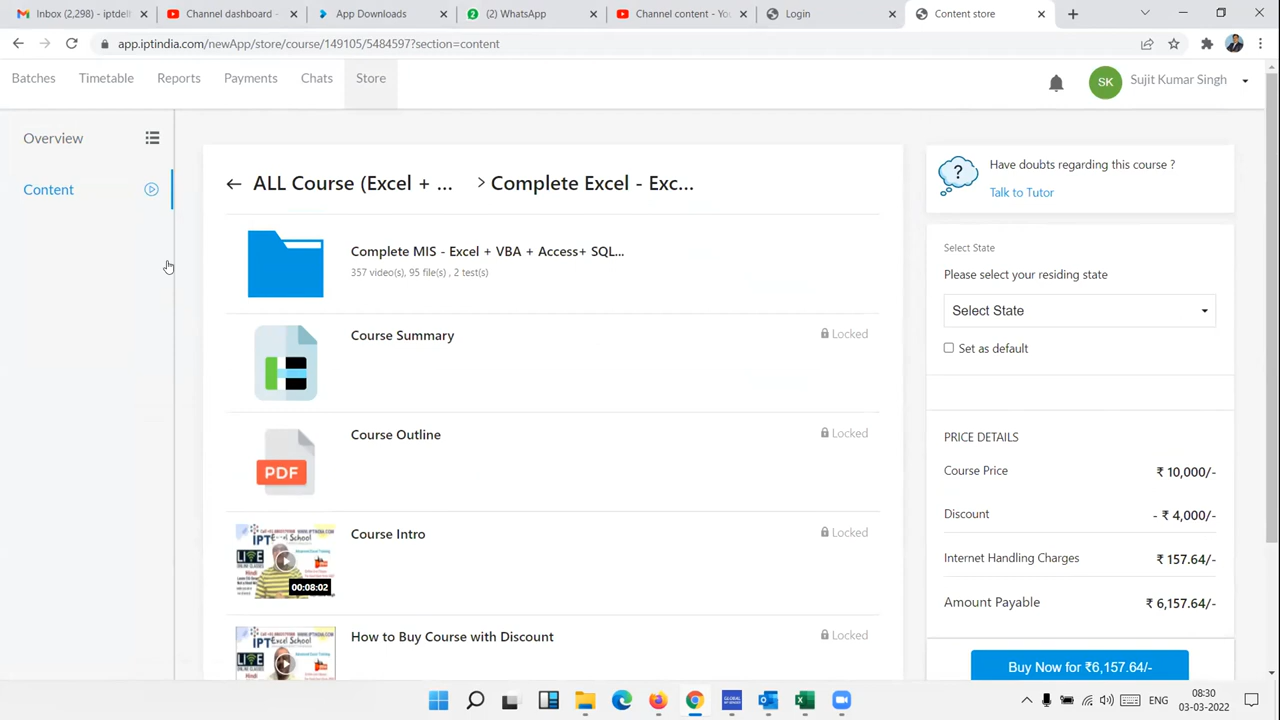 Inbox (2,298) - iptdelh
Channel dashboard -
App Downloads
(2) WhatsApp
Channel content - Yo
Login
Content store
app.iptindia.com/newApp/store/course/149105/5484597?section=content
Batches
Timetable
Reports
Payments
Chats
Store
SK
Sujit Kumar Singh
Overview
Content
ALL Course (Excel + ...
> Complete Excel - Exc...
Complete MIS - Excel + VBA + Access+ SQL...
357 video(s), 95 file(s) , 2 test(s)
Course Summary
Locked
Course Outline
Locked
PDF
Course Intro
Locked
00:08:02
How to Buy Course with Discount
Locked
?
Have doubts regarding this course ?
Talk to Tutor
Select State
Please select your residing state
Select State
Set as default
PRICE DETAILS
Course Price
₹ 10,000/-
Discount
- ₹ 4,000/-
Internet Handling Charges
₹ 157.64/-
Amount Payable
₹ 6,157.64/-
Buy Now for ₹6,157.64/-
ENG
08:30
03-03-2022